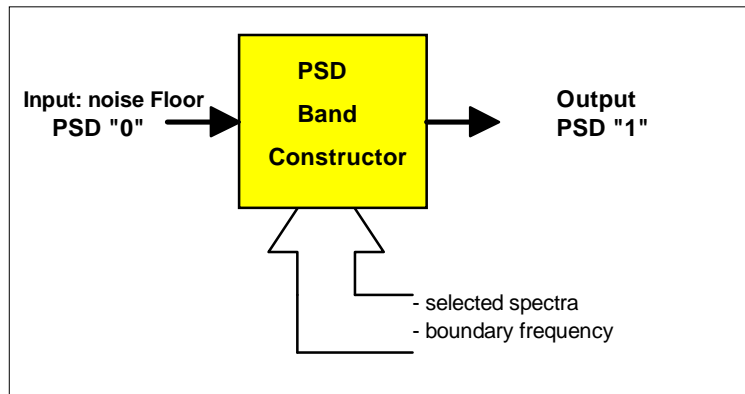 PSD
Band
Constructor
Input: noise Floor
PSD "0"
Output
PSD "1"
- selected spectra
- boundary frequency